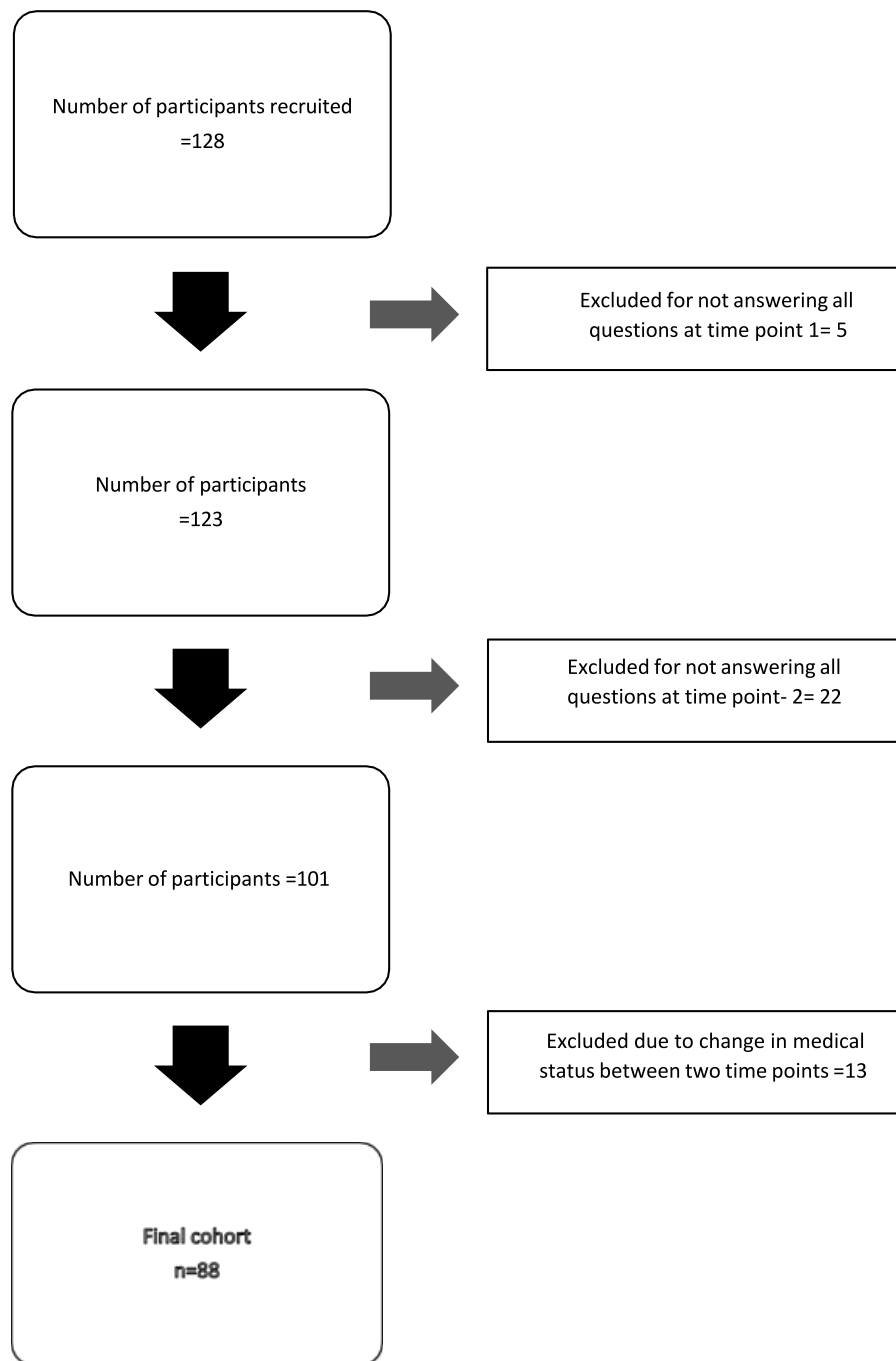 Number of participants recruited
=128
Excluded for not answering all
questions at time point 1= 5
Number of participants
=123
Excluded for not answering all
questions at time point- 2= 22
Number of participants =101
Excluded due to change in medical
status between two time points =13
Final cohort
n=88